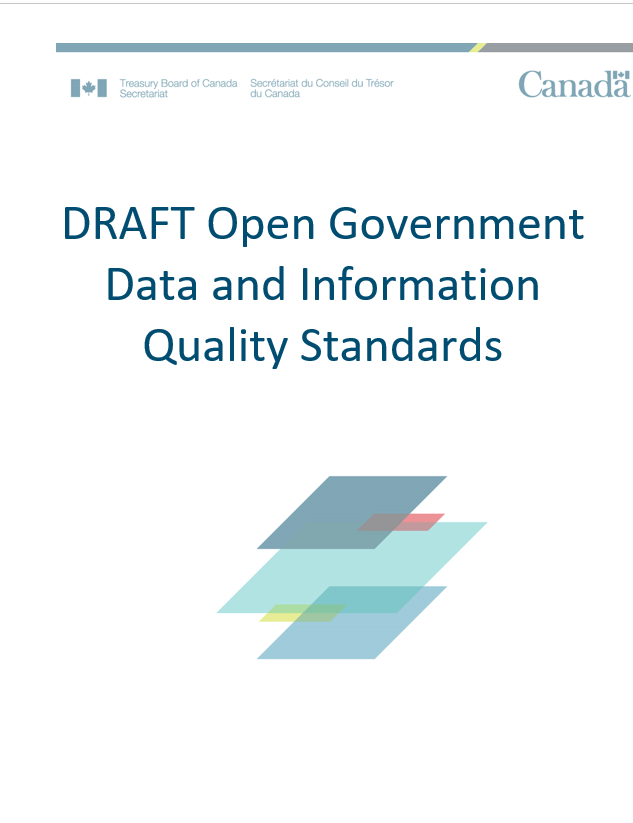 Treasury Board of Canada Secrétariat du Conseil du Trésor
Secretariat du Canada
Canada
DRAFT Open Government
Data and Information
Quality Standards